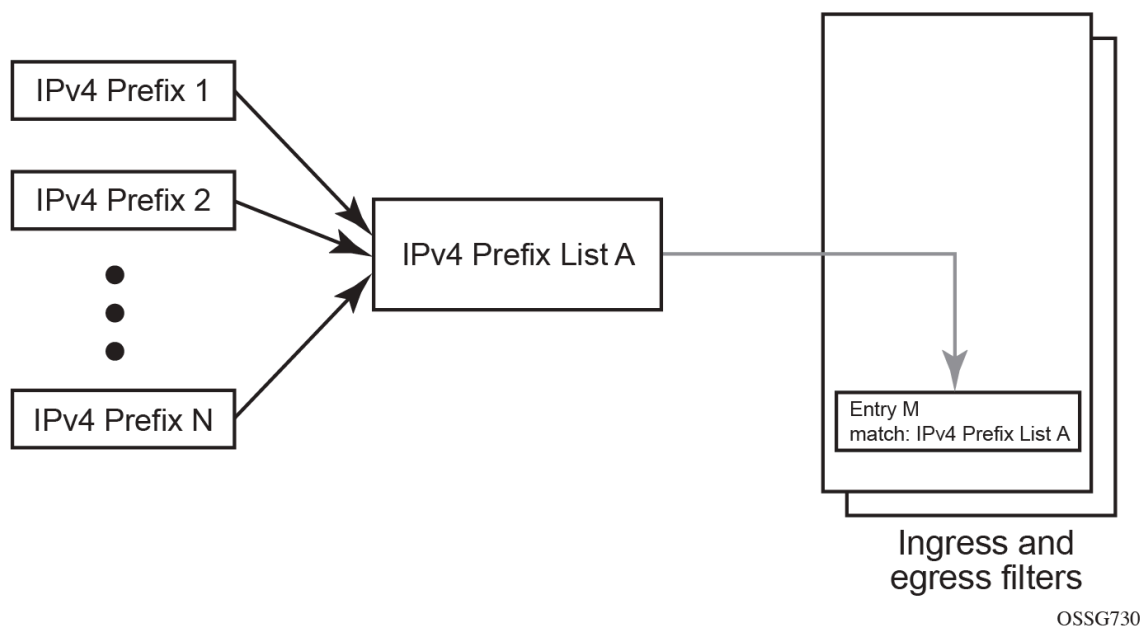 IPv4 Prefix 1
IPv4 Prefix 2
IPv4 Prefix List A
IPv4 Prefix N
Entry M
match: IPv4 Prefix List A
Ingress and
egress filters
OSSG730